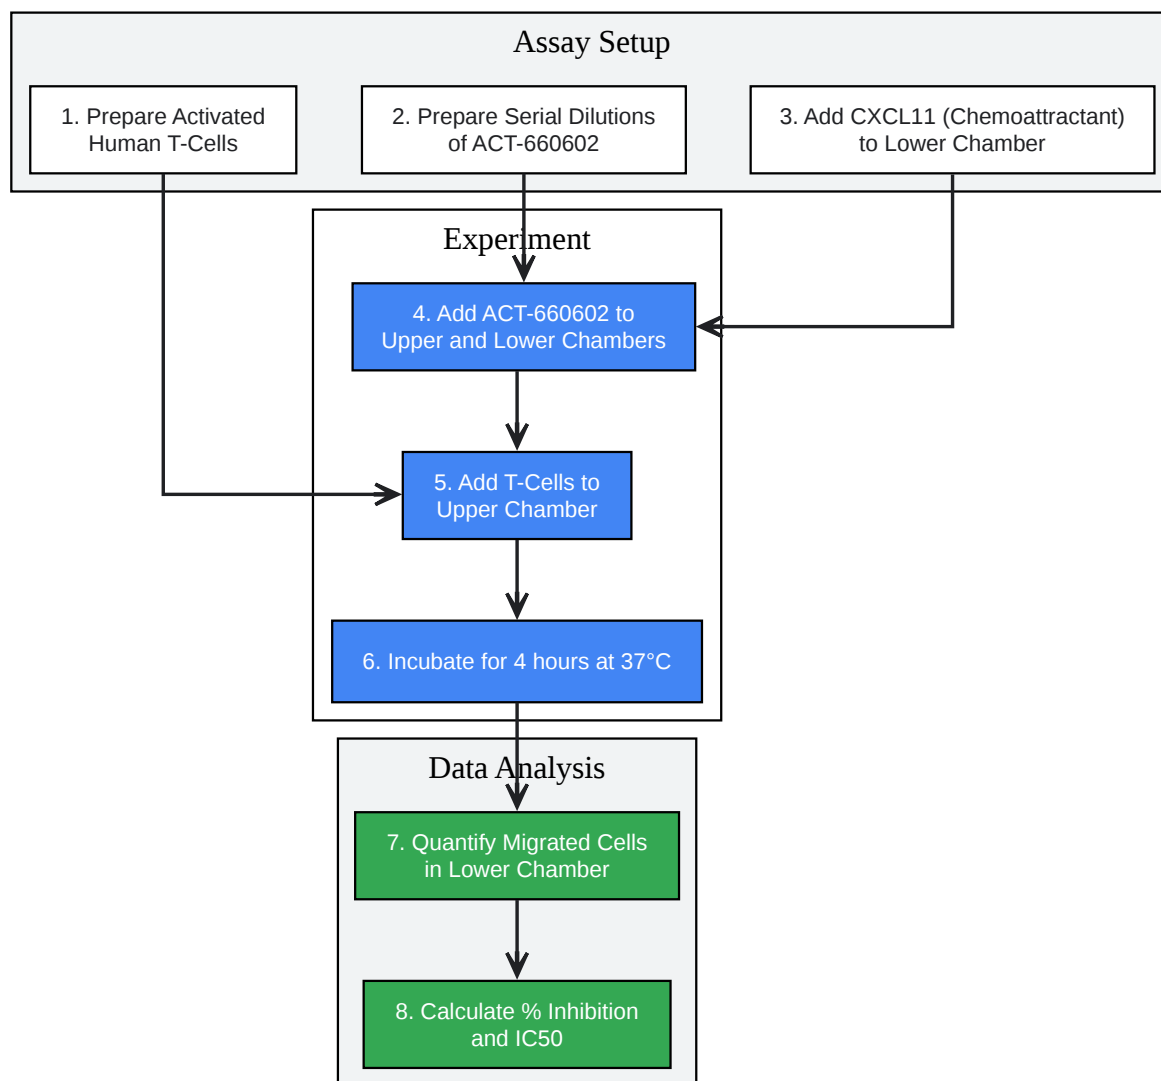 Assay Setup
1. Prepare Activated
Human T-Cells
2. Prepare Serial Dilutions
of ACT-660602
3. Add CXCL11 (Chemoattractant)
to Lower Chamber
Experiment
4. Add ACT-660602 to
Upper and Lower Chambers
5. Add T-Cells to
Upper Chamber
6. Incubate for 4 hours at 37°C
Data Analysis
7. Quantify Migrated Cells
in Lower Chamber
8. Calculate % Inhibition
and IC50